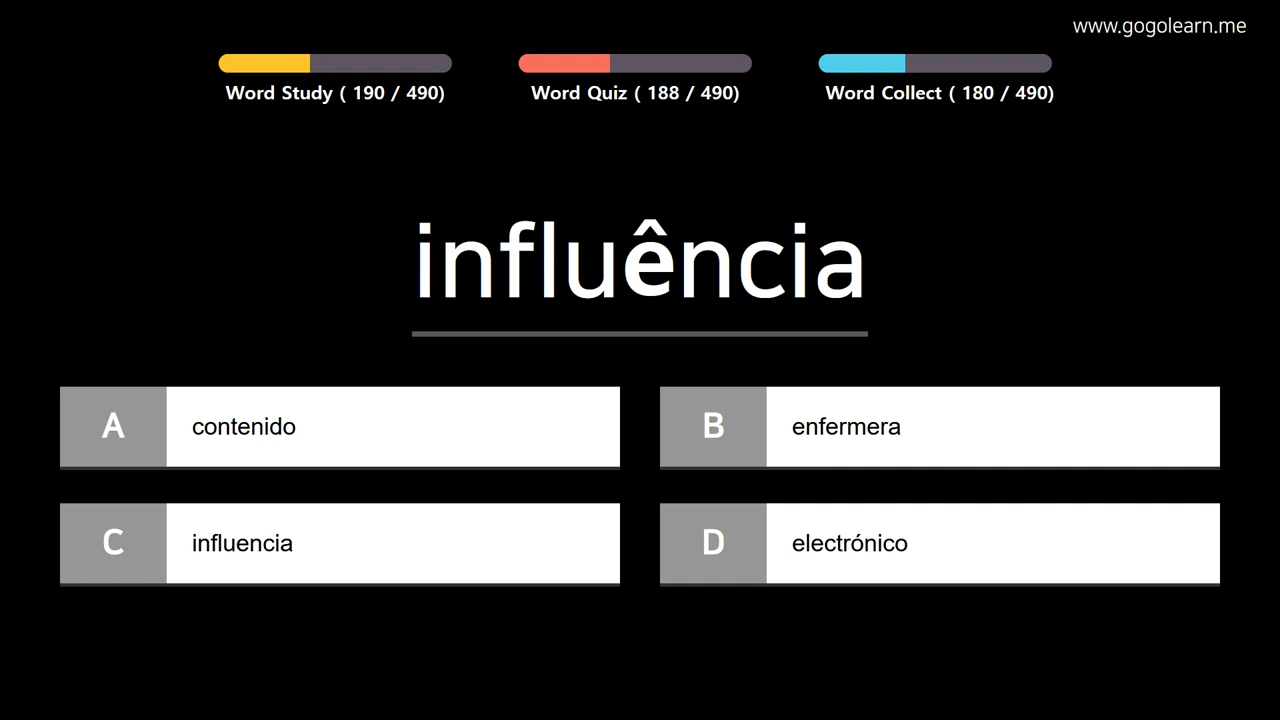 www.gogolearn.me
Word Study ( 190 / 490)
Word Quiz ( 188 / 490)
Word Collect ( 180 / 490)
influência
A contenido
B enfermera
C influencia
D electrónico